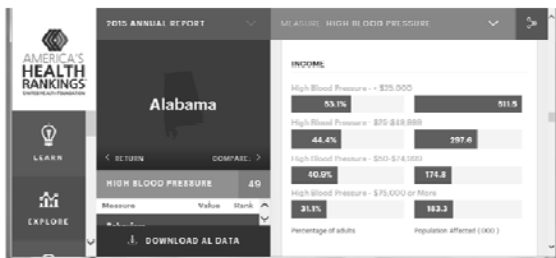 2015 ANNUAL REPORT
MEASURE: HIGH BLOOD PRESSURE
AMERICA'S
HEALTH
RANKINGS
UNITED HEALTH FOUNDATION
LEARN
EXPLORE
Alabama
< RETURN
COMPARE: >
HIGH BLOOD PRESSURE 49
Measure Value Rank
DOWNLOAD AL DATA
INCOME
High Blood Pressure - < $25,000
53.1% 511.5
High Blood Pressure - $25-$49,999
44.4% 297.6
High Blood Pressure - $50-$74,999
40.9% 174.8
High Blood Pressure - $75,000 or More
31.1% 183.3
Percentage of adults
Population Affected (000)